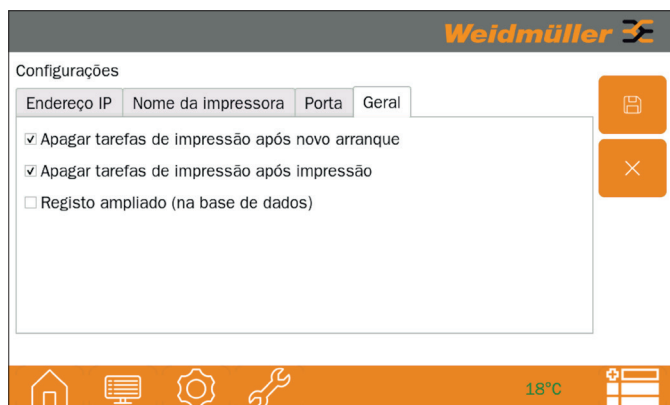 Weidmüller
Configurações
Endereço IP Nome da impressora Porta Geral
Apagar tarefas de impressão após novo arranque
Apagar tarefas de impressão após impressão
Registo ampliado (na base de dados)
18°C